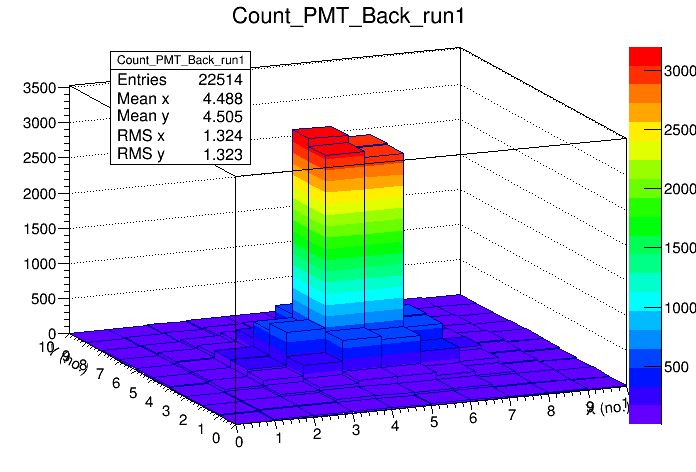 Count_PMT_Back_run1
Count_PMT_Back_run1
Entries 22514
Mean x 4.488
Mean y 4.505
RMS x 1.324
RMS y 1.323
3500
3000
2500
2000
1500
1000
500
0
3000
2500
2000
1500
1000
500
10 9 8 7 6 5 4 3 2 1 0
Y (no.)
0 1 2 3 4 5 6 7 8 9
X (no.)